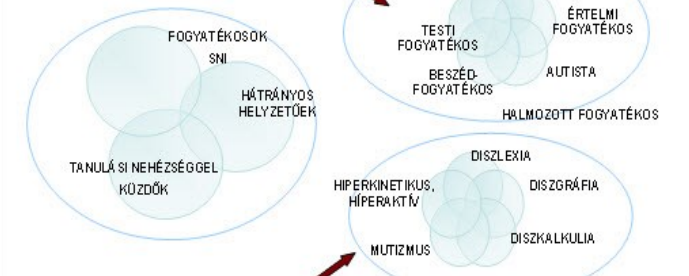 FOGYATÉKOSOK
SNI
HÁTRÁNYOS
HELYZETŰEK
TANULÁSI NEHÉZSÉGGEL
KÜZDŐK
TESTI
FOGYATÉKOS
ÉRTELMI
FOGYATÉKOS
BESZÉD-
FOGYATÉKOS
AUTISTA
HALMOZOTT FOGYATÉKOS
DISZLEXIA
HIPERKINETIKUS,
HÍPERAKTÍV
DISZGRÁFIA
MUTIZMUS
DISZKALKULIA